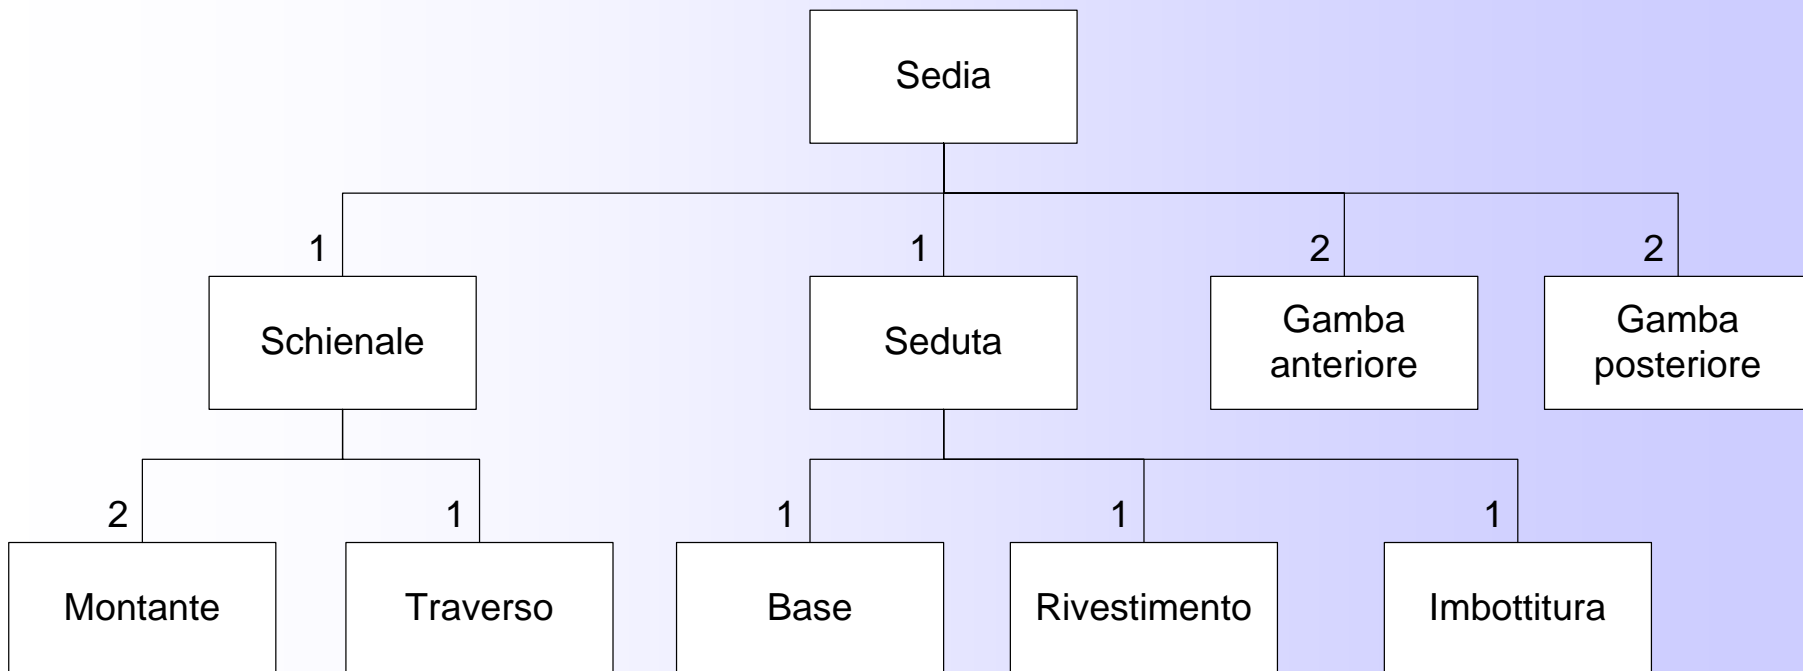 Sedia
1 1 2 2
Schienale
Seduta
Gamba
anteriore
Gamba
posteriore
2 1 1 1 1
Montante
Traverso
Base
Rivestimento
Imbottitura